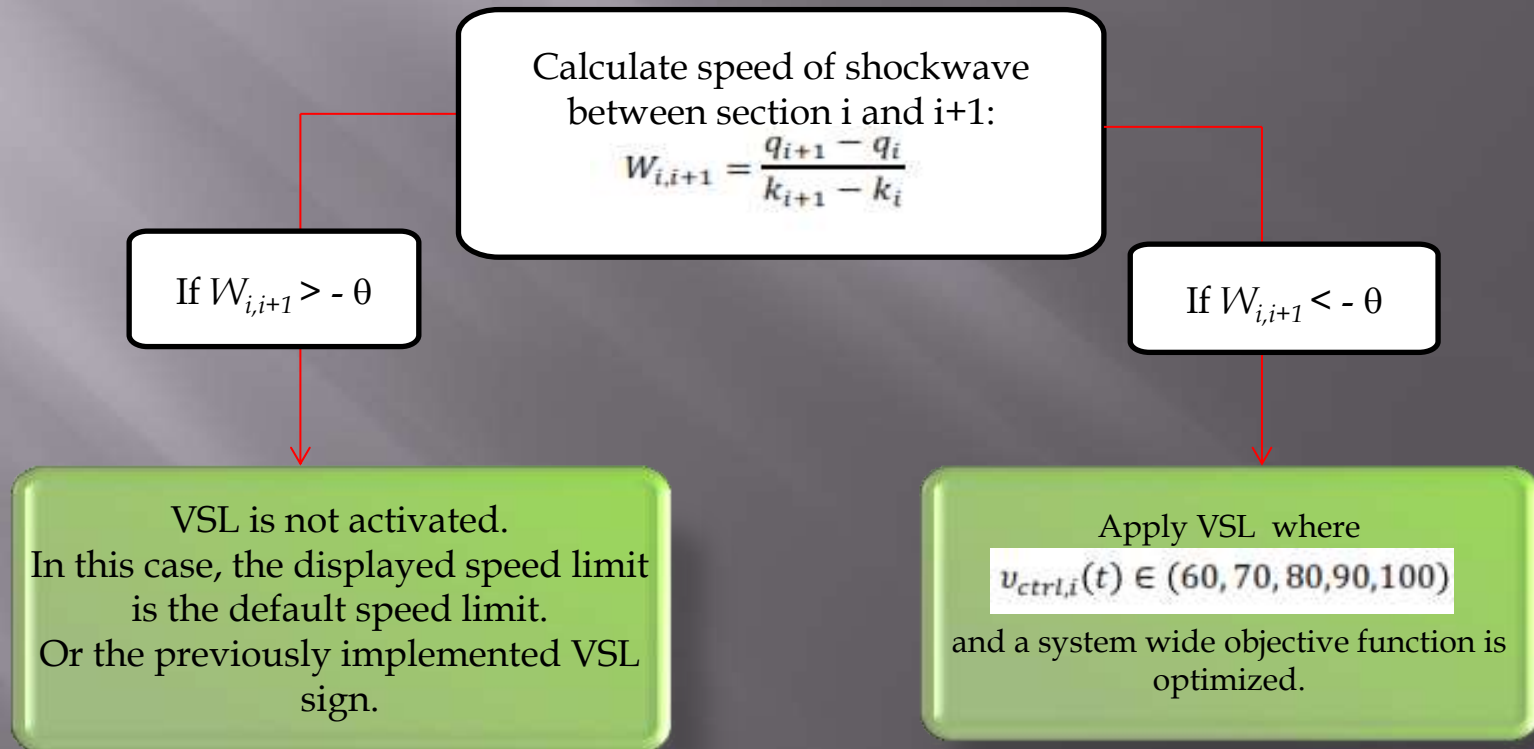 Calculate speed of shockwave
between section i and i+1:
W_{i,i+1} = \frac{q_{i+1} - q_i}{k_{i+1} - k_i}
If W_{i,i+1} > - θ
If W_{i,i+1} < - θ
VSL is not activated.
In this case, the displayed speed limit
is the default speed limit.
Or the previously implemented VSL
sign.
Apply VSL where
v_{ctrl,i}(t) ∈ (60, 70, 80,90,100)
and a system wide objective function is
optimized.